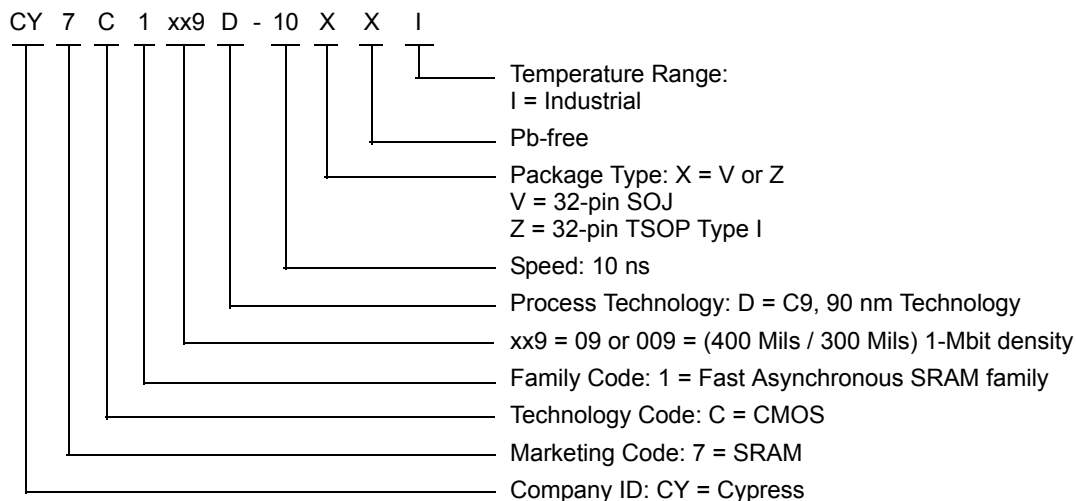 CY 7 C 1 xx9 D - 10 X X I
Temperature Range:
I = Industrial
Pb-free
Package Type: X = V or Z
V = 32-pin SOJ
Z = 32-pin TSOP Type I
Speed: 10 ns
Process Technology: D = C9, 90 nm Technology
xx9 = 09 or 009 = (400 Mils / 300 Mils) 1-Mbit density
Family Code: 1 = Fast Asynchronous SRAM family
Technology Code: C = CMOS
Marketing Code: 7 = SRAM
Company ID: CY = Cypress